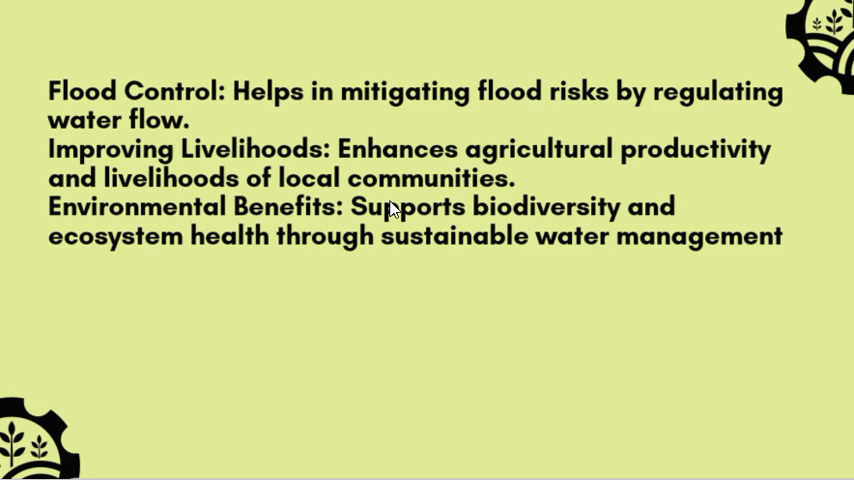 Flood Control: Helps in mitigating flood risks by regulating
water flow.
Improving Livelihoods: Enhances agricultural productivity
and livelihoods of local communities.
Environmental Benefits: Supports biodiversity and
ecosystem health through sustainable water management